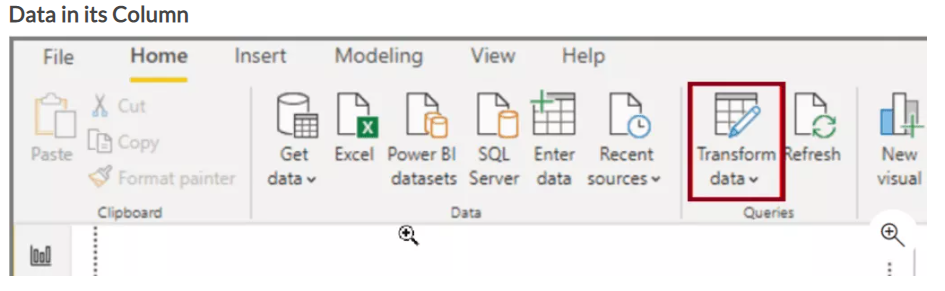 Data in its Column
File Home Insert Modeling View Help
Paste
Cut
Copy
Format painter
Clipboard
Get data
Excel
Power BI datasets
SQL Server
Enter data
Recent sources
Data
Transform data
Refresh
Queries
New visual